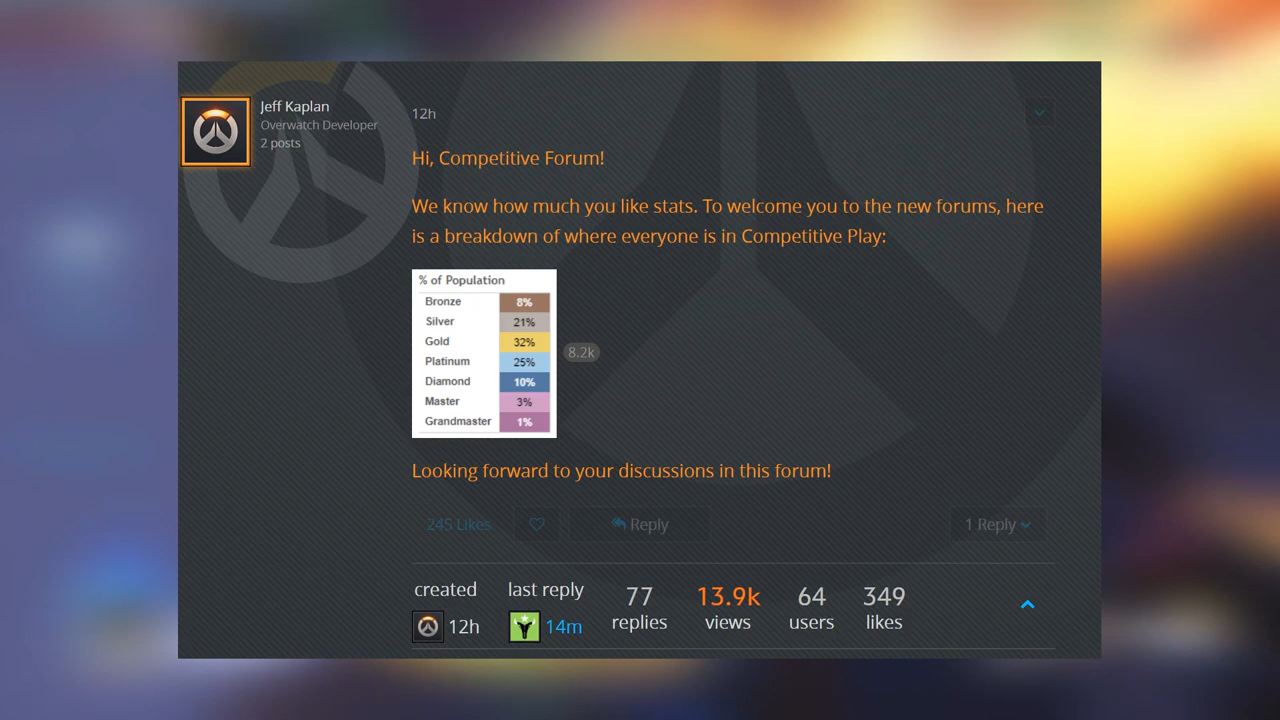 Jeff Kaplan
Overwatch Developer
2 posts
12h
Hi, Competitive Forum!
We know how much you like stats. To welcome you to the new forums, here
is a breakdown of where everyone is in Competitive Play:
% of Population
Bronze 8%
Silver 21%
Gold 32%
Platinum 25%
Diamond 10%
Master 3%
Grandmaster 1%
8.2k
Looking forward to your discussions in this forum!
245 Likes Reply 1 Reply
created last reply 77 13.9k 64 349
12h 14m replies views users likes